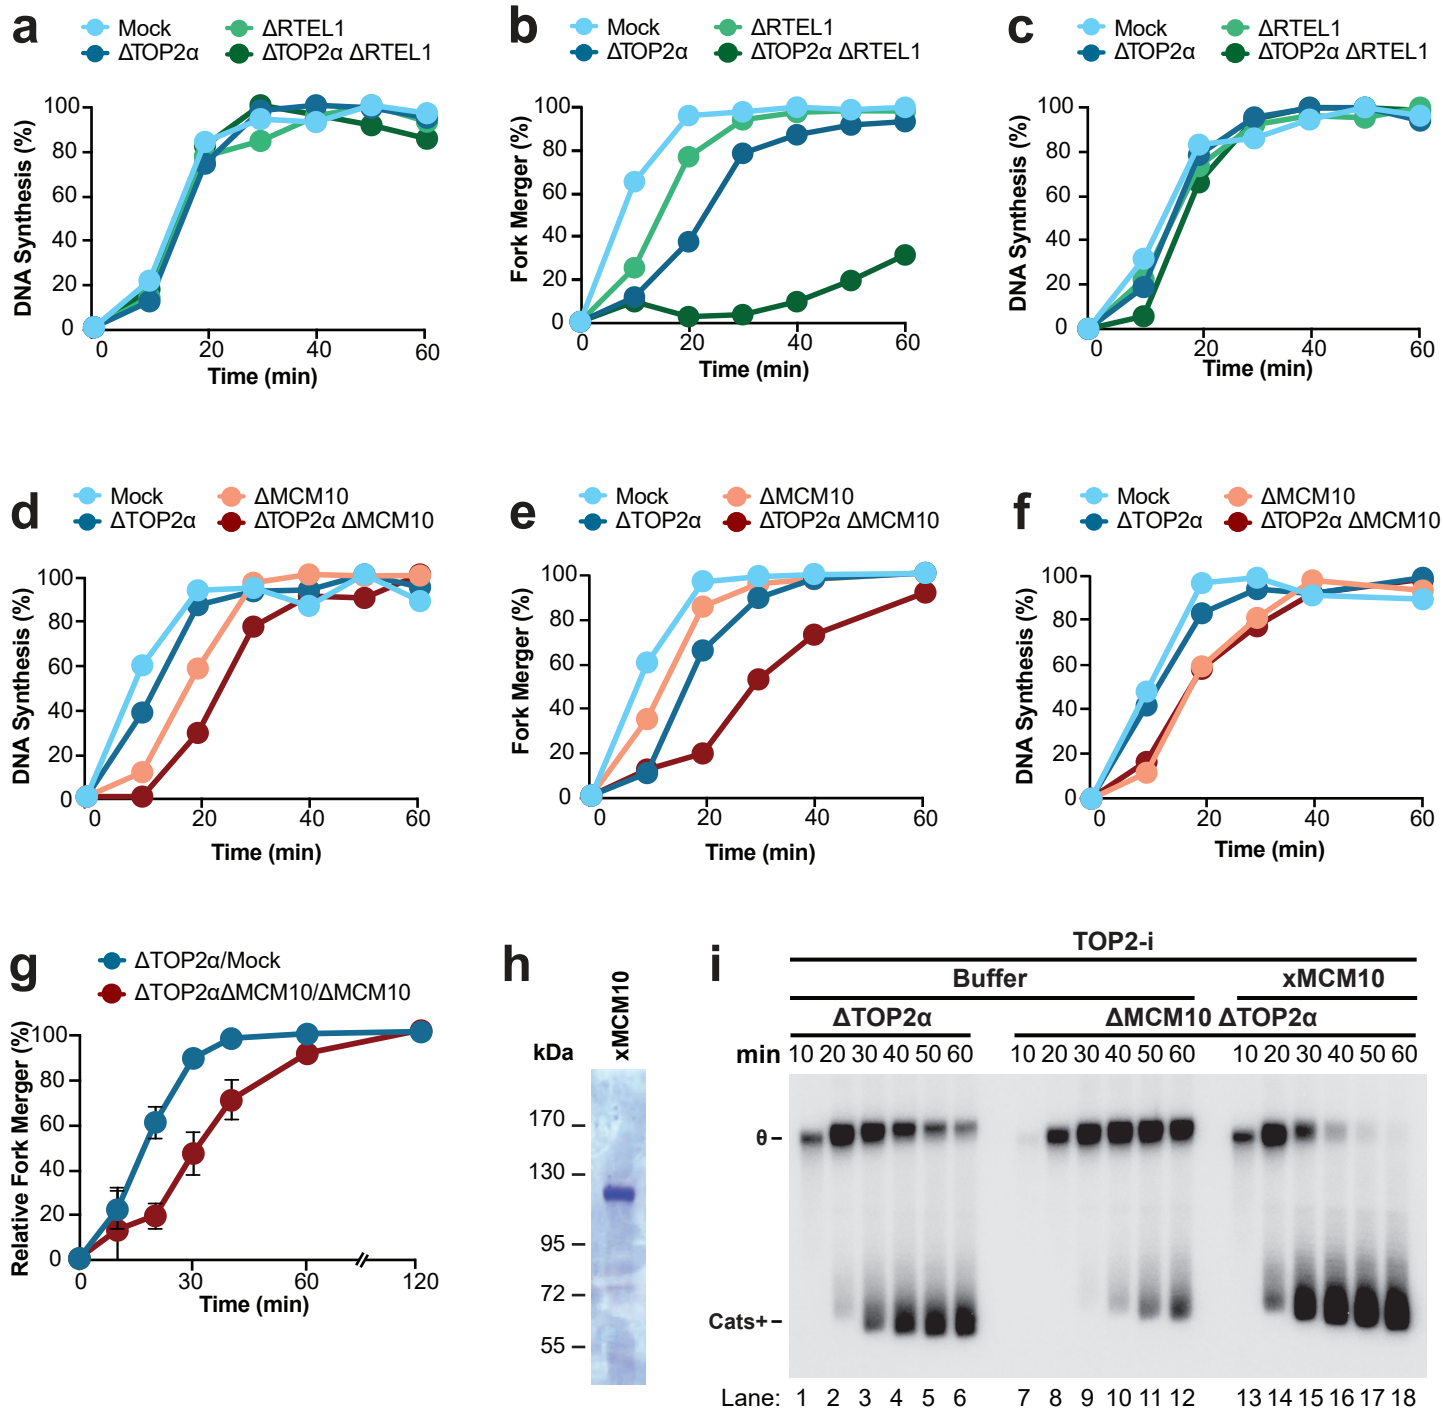 a
Mock
ΔRTEL1
ΔTOP2α
ΔTOP2α ΔRTEL1
DNA Synthesis (%)
100
80
60
40
20
0
0 20 40 60
Time (min)
b
Mock
ΔRTEL1
ΔTOP2α
ΔTOP2α ΔRTEL1
Fork Merger (%)
100
80
60
40
20
0
0 20 40 60
Time (min)
c
Mock
ΔRTEL1
ΔTOP2α
ΔTOP2α ΔRTEL1
DNA Synthesis (%)
100
80
60
40
20
0
0 20 40 60
Time (min)
d
Mock
ΔMCM10
ΔTOP2α
ΔTOP2α ΔMCM10
DNA Synthesis (%)
100
80
60
40
20
0
0 20 40 60
Time (min)
e
Mock
ΔMCM10
ΔTOP2α
ΔTOP2α ΔMCM10
Fork Merger (%)
100
80
60
40
20
0
0 20 40 60
Time (min)
f
Mock
ΔMCM10
ΔTOP2α
ΔTOP2α ΔMCM10
DNA Synthesis (%)
100
80
60
40
20
0
0 20 40 60
Time (min)
g
ΔTOP2α/Mock
ΔTOP2αΔMCM10/ΔMCM10
Relative Fork Merger (%)
100
80
60
40
20
0
0 30 60 120
Time (min)
h
xMCM10
kDa
170
130
95
72
55
i
TOP2-i
Buffer xMCM10
ΔTOP2α ΔMCM10 ΔTOP2α
min 10 20 30 40 50 60 10 20 30 40 50 60 10 20 30 40 50 60
θ
Cats+
Lane: 1 2 3 4 5 6 7 8 9 10 11 12 13 14 15 16 17 18